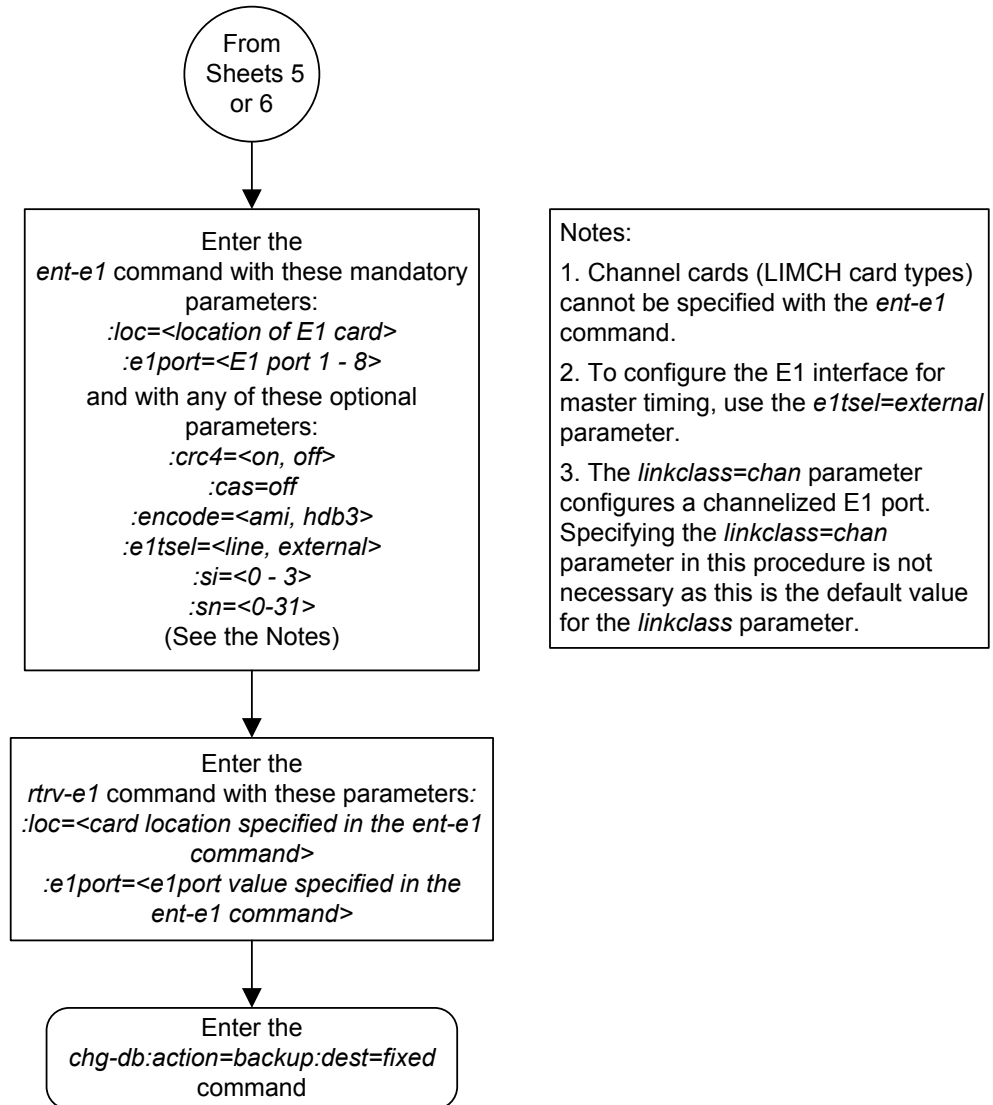 From
Sheets 5
or 6
Enter the
ent-e1 command with these mandatory
parameters:
:loc=<location of E1 card>
:e1port=<E1 port 1 - 8>
and with any of these optional
parameters:
:crc4=<on, off>
:cas=off
:encode=<ami, hdb3>
:e1tsel=<line, external>
:si=<0 - 3>
:sn=<0-31>
(See the Notes)
Notes:
1. Channel cards (LIMCH card types)
cannot be specified with the ent-e1
command.
2. To configure the E1 interface for
master timing, use the e1tsel=external
parameter.
3. The linkclass=chan parameter
configures a channelized E1 port.
Specifying the linkclass=chan
parameter in this procedure is not
necessary as this is the default value
for the linkclass parameter.
Enter the
rtrv-e1 command with these parameters:
:loc=<card location specified in the ent-e1
command>
:e1port=<e1port value specified in the
ent-e1 command>
Enter the
chg-db:action=backup:dest=fixed
command